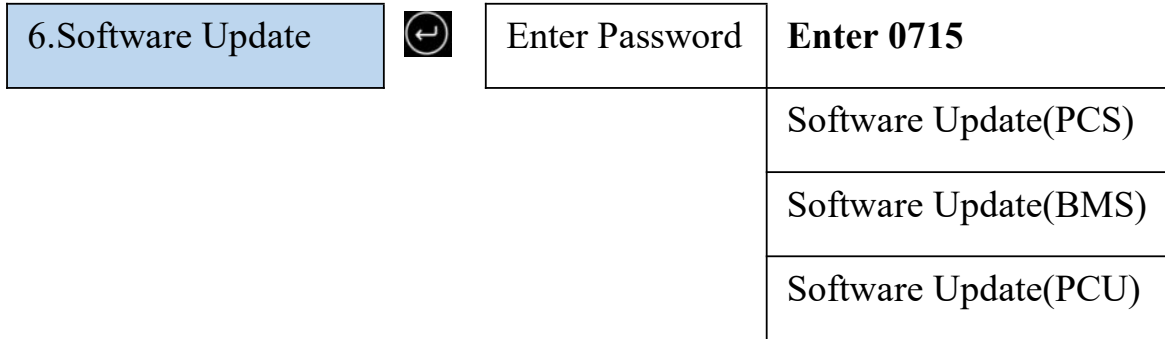 6.Software Update
Enter Password
Enter 0715
Software Update(PCS)
Software Update(BMS)
Software Update(PCU)